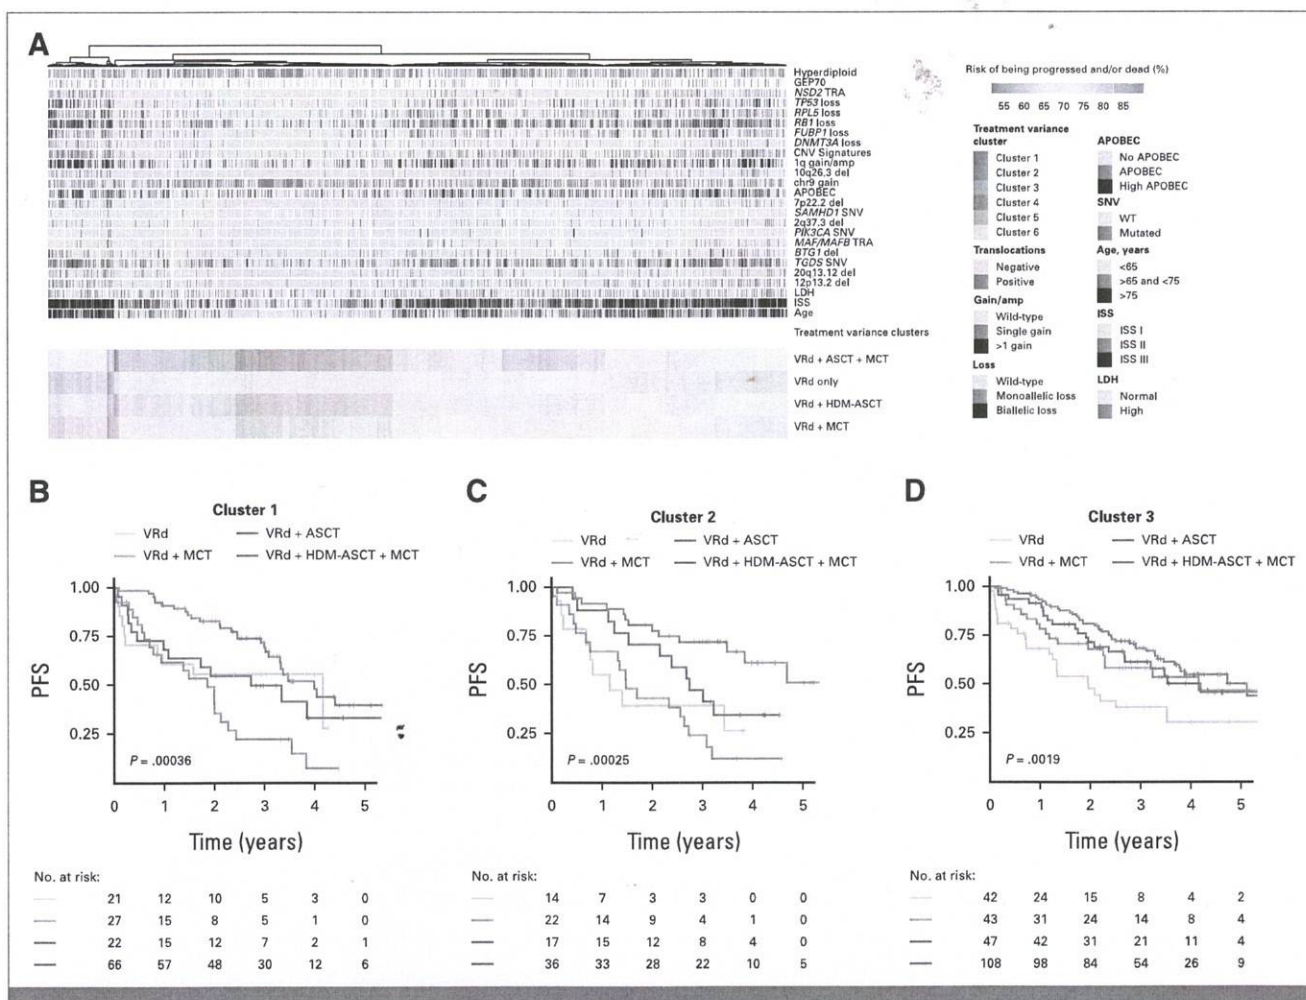 A
Hyperdiploid
GEP70
NSD2 TRA
TP53 loss
RPL5 loss
RB1 loss
FUBP1 loss
DNMT3A loss
CNV Signatures
1q gain/amp
10q26.3 del
chr9 gain
APOBEC
7p22.2 del
SAMHD1 SNV
2q37.3 del
PIK3CA SNV
MAF/MAFB TRA
BTG1 del
TGDS SNV
20q13.12 del
12p13.2 del
LDH
ISS
Age
Treatment variance clusters
VRd + ASCT + MCT
VRd only
VRd + HDM-ASCT
VRd + MCT
Risk of being progressed and/or dead (%)
55 60 65 70 75 80 85
Treatment variance
cluster
Cluster 1
Cluster 2
Cluster 3
Cluster 4
Cluster 5
Cluster 6
Translocations
Negative
Positive
Gain/amp
Wild-type
Single gain
>1 gain
Loss
Wild-type
Monoallelic loss
Biallelic loss
APOBEC
No APOBEC
APOBEC
High APOBEC
SNV
WT
Mutated
Age, years
<65
>65 and <75
>75
ISS
ISS I
ISS II
ISS III
LDH
Normal
High
B
Cluster 1
VRd VRd + ASCT
VRd + MCT VRd + HDM-ASCT + MCT
PFS
1.00
0.75
0.50
0.25
P = .00036
0 1 2 3 4 5
Time (years)
No. at risk:
21 12 10 5 3 0
27 15 8 5 1 0
22 15 12 7 2 1
66 57 48 30 12 6
C
Cluster 2
VRd VRd + ASCT
VRd + MCT VRd + HDM-ASCT + MCT
PFS
1.00
0.75
0.50
0.25
P = .00025
0 1 2 3 4 5
Time (years)
No. at risk:
14 7 3 3 0 0
22 14 9 4 1 0
17 15 12 8 4 0
36 33 28 22 10 5
D
Cluster 3
VRd VRd + ASCT
VRd + MCT VRd + HDM-ASCT + MCT
PFS
1.00
0.75
0.50
0.25
P = .0019
0 1 2 3 4 5
Time (years)
No. at risk:
42 24 15 8 4 2
43 31 24 14 8 4
47 42 31 21 11 4
108 98 84 54 26 9